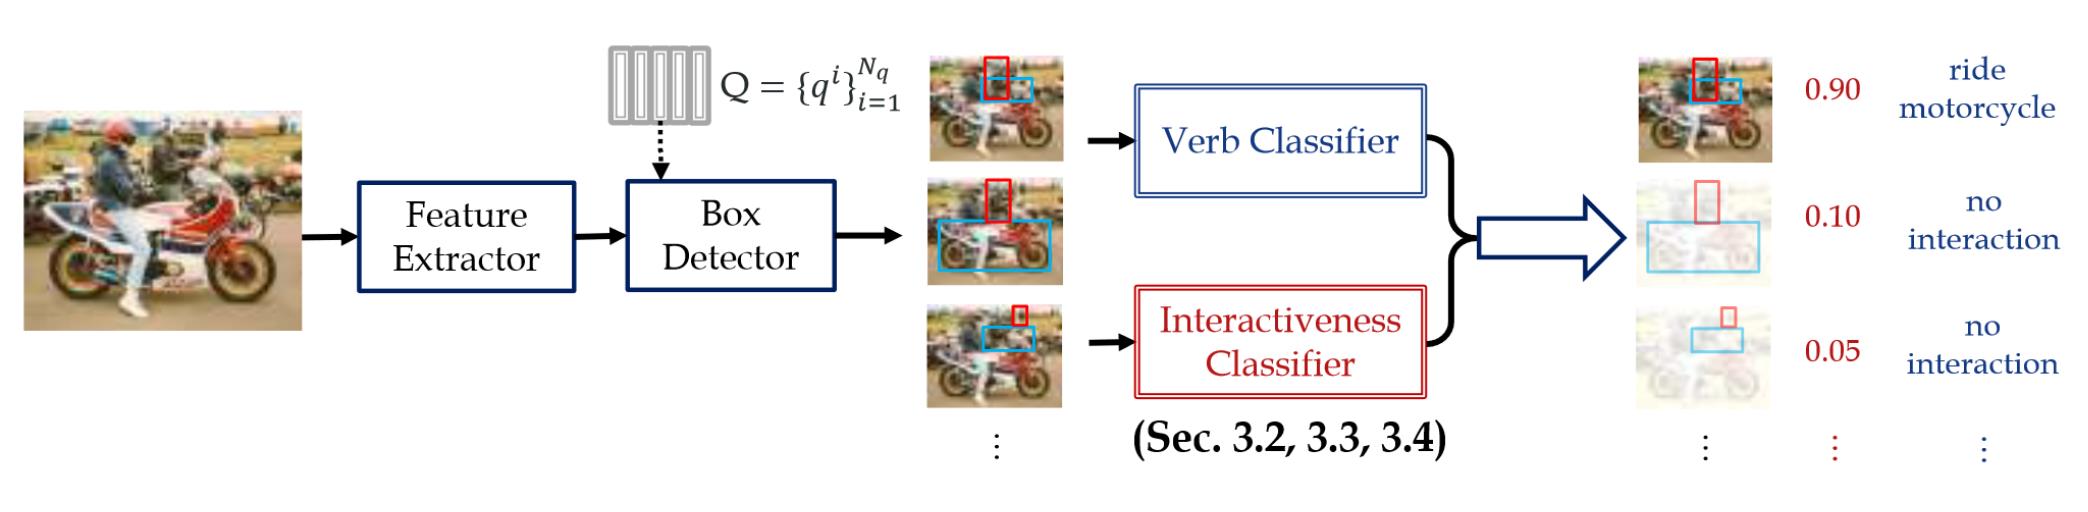 Q = {q^i}_{i=1}^{N_q}
Feature
Extractor
Box
Detector
Verb Classifier
Interactiveness
Classifier
(Sec. 3.2, 3.3, 3.4)
0.90
ride
motorcycle
0.10
no
interaction
0.05
no
interaction